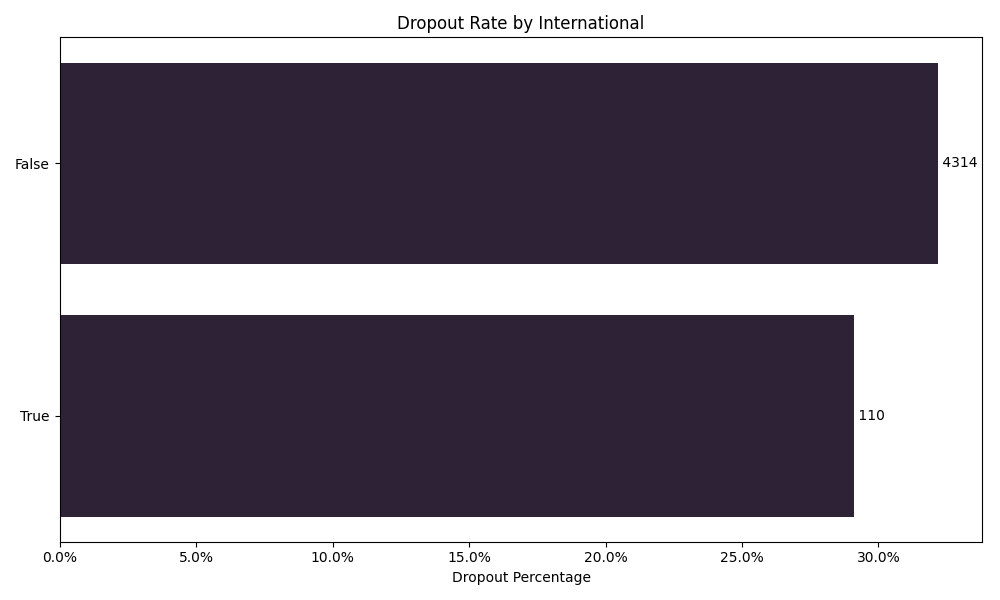 Dropout Rate by International
False
4314
True
110
0.0% 5.0% 10.0% 15.0% 20.0% 25.0% 30.0%
Dropout Percentage